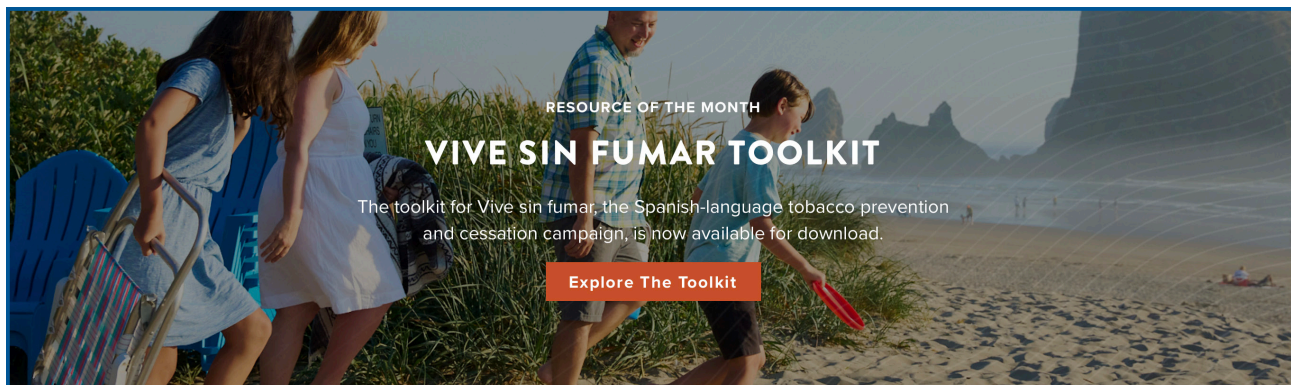 RESOURCE OF THE MONTH
VIVE SIN FUMAR TOOLKIT
The toolkit for Vive sin fumar, the Spanish-language tobacco prevention
and cessation campaign, is now available for download.
Explore The Toolkit